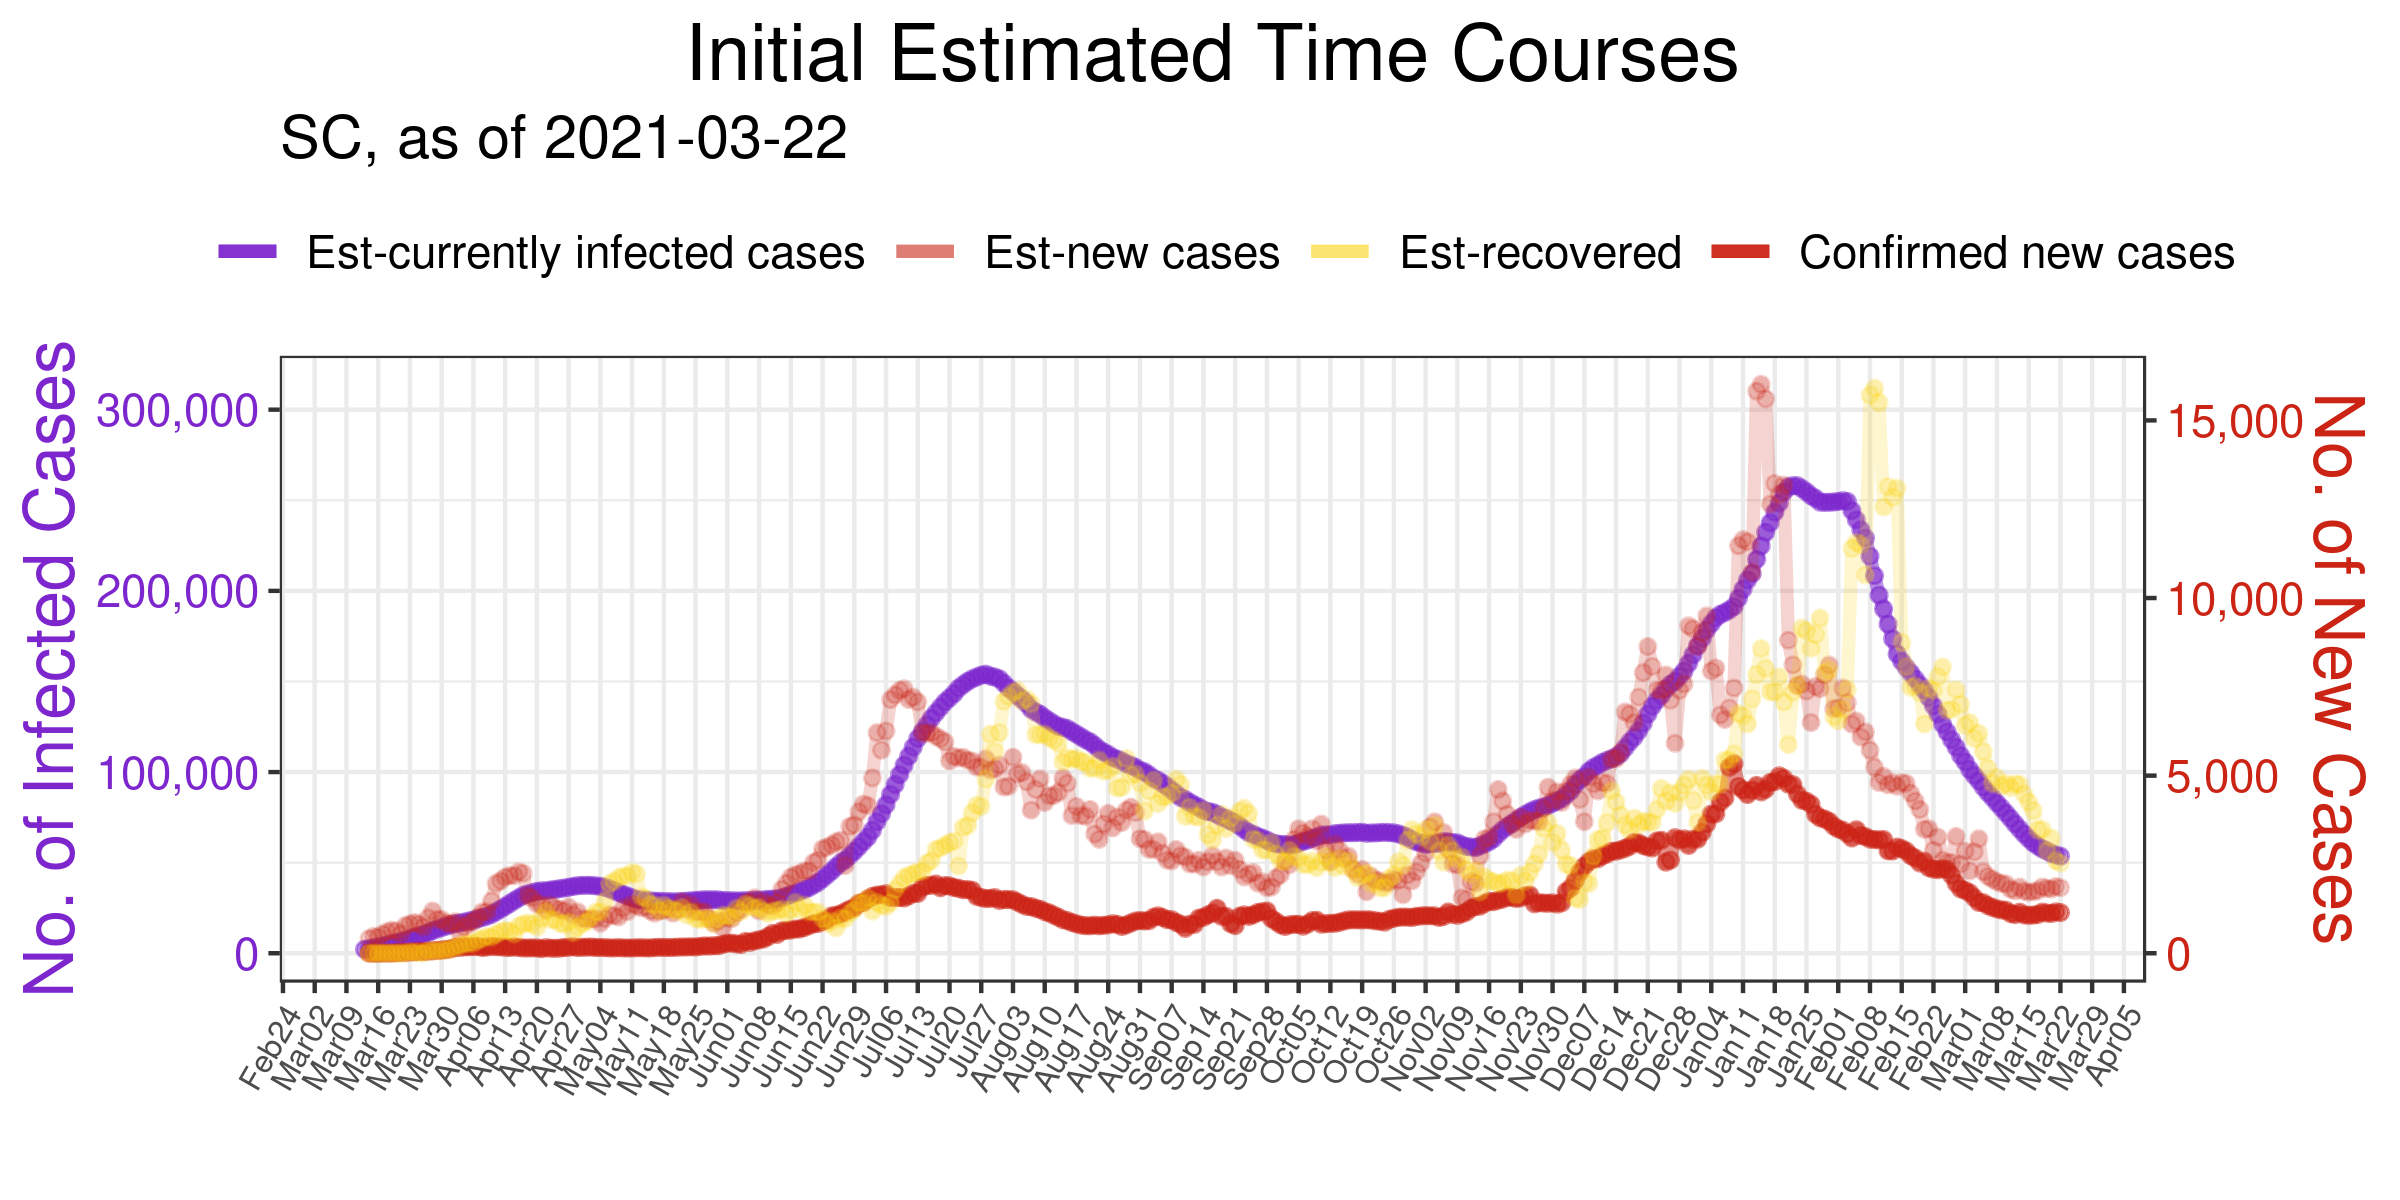 Initial Estimated Time Courses
SC, as of 2021-03-22
Est-currently infected cases Est-new cases Est-recovered Confirmed new cases
No. of Infected Cases
300,000
200,000
100,000
0
15,000
10,000
5,000
0
No. of New Cases
Feb24 Mar02 Mar09 Mar16 Mar23 Mar30 Apr06 Apr13 Apr20 Apr27 May04 May11 May18 May25 Jun01 Jun08 Jun15 Jun22 Jun29 Jul06 Jul13 Jul20 Jul27 Aug03 Aug10 Aug17 Aug24 Aug31 Sep07 Sep14 Sep21 Sep28 Oct05 Oct12 Oct19 Oct26 Nov02 Nov09 Nov16 Nov23 Nov30 Dec07 Dec14 Dec21 Dec28 Jan04 Jan11 Jan18 Jan25 Feb01 Feb08 Feb15 Feb22 Mar01 Mar08 Mar15 Mar22 Mar29 Apr05